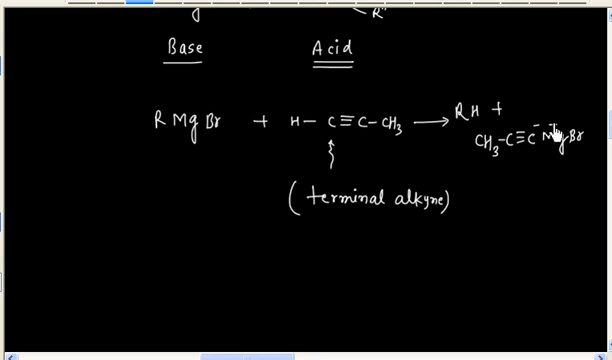 R"
Base Acid
RMgBr + H-C≡C-CH₃ ⟶ RH +
CH₃-C≡C⁻ MgBr
(terminal alkyne)